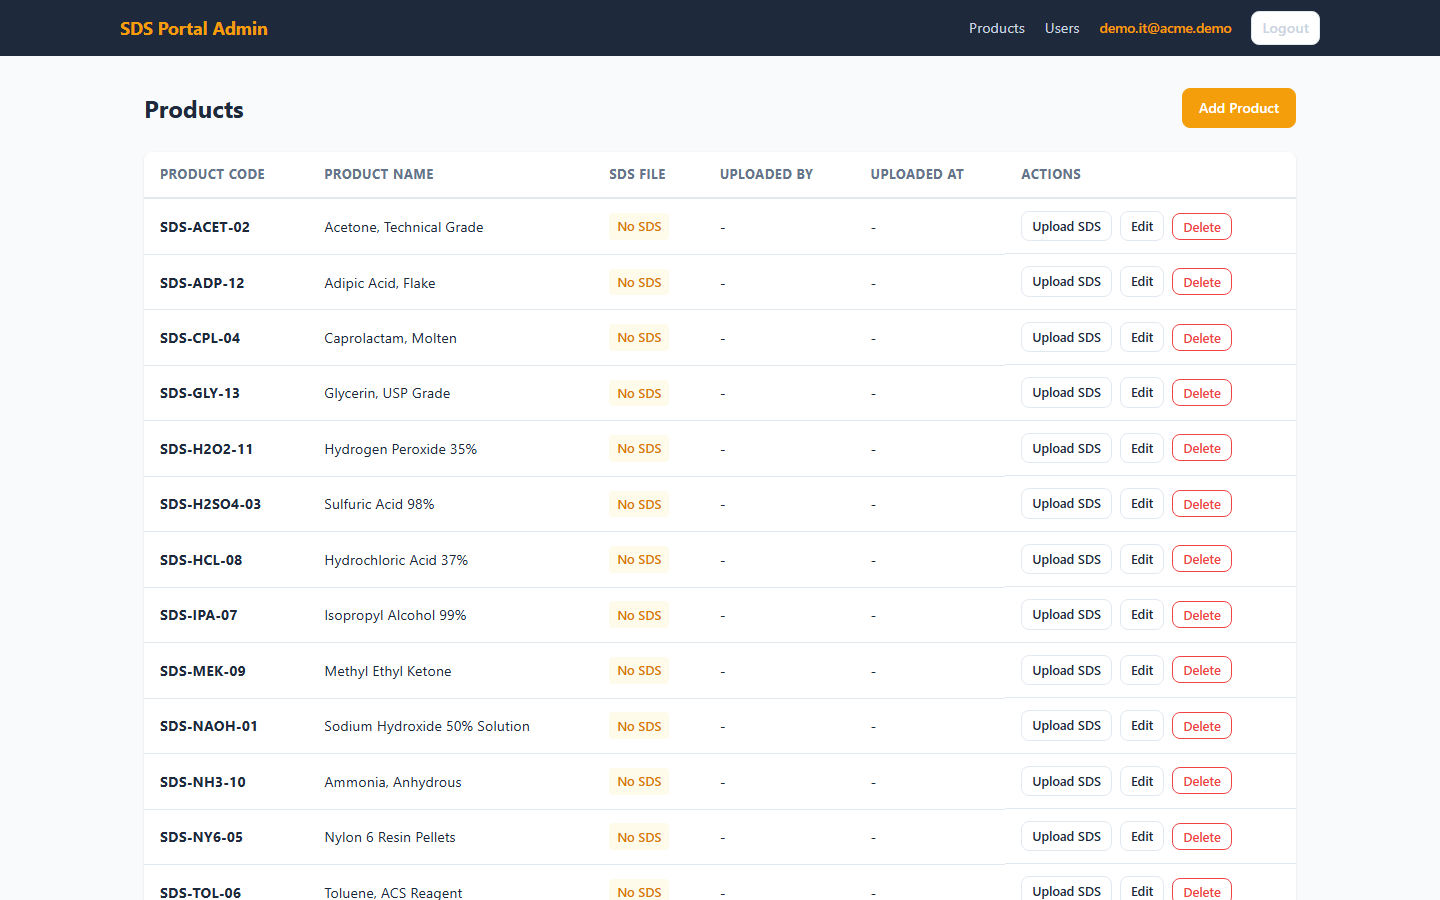 SDS Portal Admin Products Users demo.it@acme.demo Logout
Products Add Product
PRODUCT CODE PRODUCT NAME SDS FILE UPLOADED BY UPLOADED AT ACTIONS
SDS-ACET-02 Acetone, Technical Grade No SDS - - Upload SDS Edit Delete
SDS-ADP-12 Adipic Acid, Flake No SDS - - Upload SDS Edit Delete
SDS-CPL-04 Caprolactam, Molten No SDS - - Upload SDS Edit Delete
SDS-GLY-13 Glycerin, USP Grade No SDS - - Upload SDS Edit Delete
SDS-H2O2-11 Hydrogen Peroxide 35% No SDS - - Upload SDS Edit Delete
SDS-H2SO4-03 Sulfuric Acid 98% No SDS - - Upload SDS Edit Delete
SDS-HCL-08 Hydrochloric Acid 37% No SDS - - Upload SDS Edit Delete
SDS-IPA-07 Isopropyl Alcohol 99% No SDS - - Upload SDS Edit Delete
SDS-MEK-09 Methyl Ethyl Ketone No SDS - - Upload SDS Edit Delete
SDS-NAOH-01 Sodium Hydroxide 50% Solution No SDS - - Upload SDS Edit Delete
SDS-NH3-10 Ammonia, Anhydrous No SDS - - Upload SDS Edit Delete
SDS-NY6-05 Nylon 6 Resin Pellets No SDS - - Upload SDS Edit Delete
SDS-TOL-06 Toluene, ACS Reagent No SDS - - Upload SDS Edit Delete